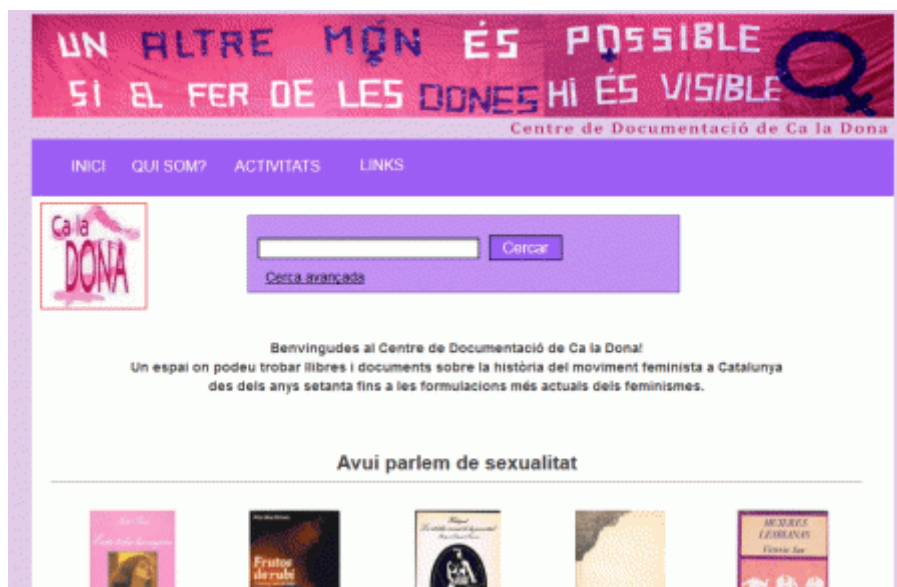 UN ALTRE MÓN ÉS POSSIBLE
SI EL FER DE LES DONES HI ÉS VISIBLE
Centre de Documentació de Ca la Dona
INICI QUI SOM? ACTIVITATS LINKS
Ca la
DONA
Cercar
Cerca avançada
Benvingudes al Centre de Documentació de Ca la Dona!
Un espai on podeu trobar llibres i documents sobre la història del moviment feminista a Catalunya
des dels anys setanta fins a les formulacions més actuals dels feminismes.
Avui parlem de sexualitat
Frutos
de rubí
MUJERES
LESBIANAS
Victoria Sau